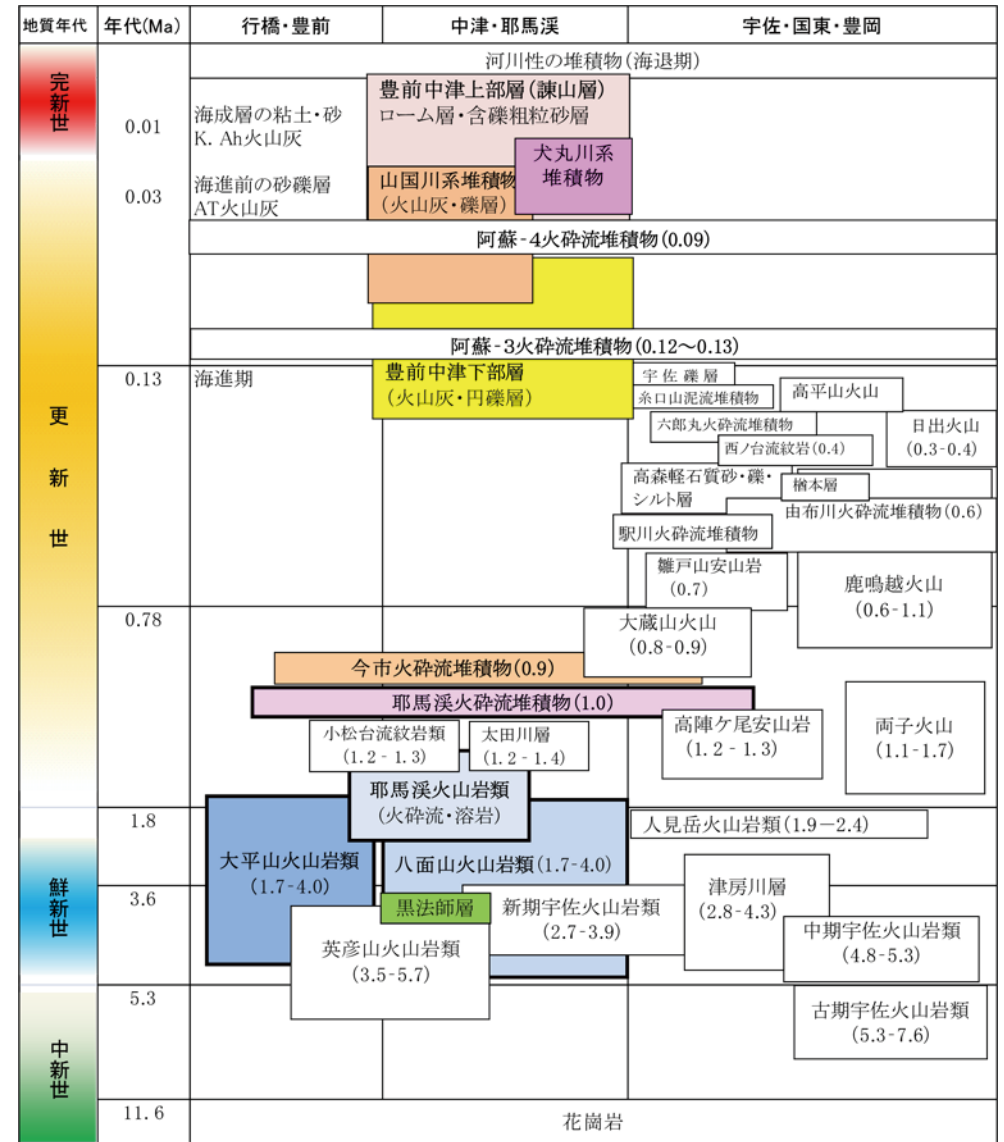 地質年代
年代(Ma)
行橋・豊前
中津・耶馬渓
宇佐・国東・豊岡
完新世
河川性の堆積物(海退期)
0.01
海成層の粘土・砂
K. Ah火山灰
豊前中津上部層(諫山層)
ローム層・含礫粗粒砂層
犬丸川系
堆積物
更新世
0.03
海進前の砂礫層
AT火山灰
山国川系堆積物
(火山灰・礫層)
阿蘇-4火砕流堆積物(0.09)
阿蘇-3火砕流堆積物(0.12～0.13)
0.13
海進期
豊前中津下部層
(火山灰・円礫層)
宇佐礫層
糸口山泥流堆積物
高平山火山
六郎丸火砕流堆積物
日出火山
(0.3-0.4)
西ノ台流紋岩(0.4)
高森軽石質砂・礫・
シルト層
楢本層
由布川火砕流堆積物(0.6)
駅川火砕流堆積物
雛戸山安山岩
(0.7)
鹿鳴越火山
(0.6-1.1)
0.78
大蔵山火山
(0.8-0.9)
今市火砕流堆積物(0.9)
耶馬渓火砕流堆積物(1.0)
小松台流紋岩類
(1.2 - 1.3)
太田川層
(1.2 - 1.4)
高陣ケ尾安山岩
(1.2 - 1.3)
両子火山
(1.1-1.7)
耶馬渓火山岩類
(火砕流・溶岩)
1.8
人見岳火山岩類(1.9－2.4)
鮮新世
大平山火山岩類
(1.7-4.0)
八面山火山岩類(1.7-4.0)
3.6
黒法師層
新期宇佐火山岩類
(2.7-3.9)
津房川層
(2.8-4.3)
中期宇佐火山岩類
(4.8-5.3)
英彦山火山岩類
(3.5-5.7)
5.3
古期宇佐火山岩類
(5.3-7.6)
中新世
11.6
花崗岩